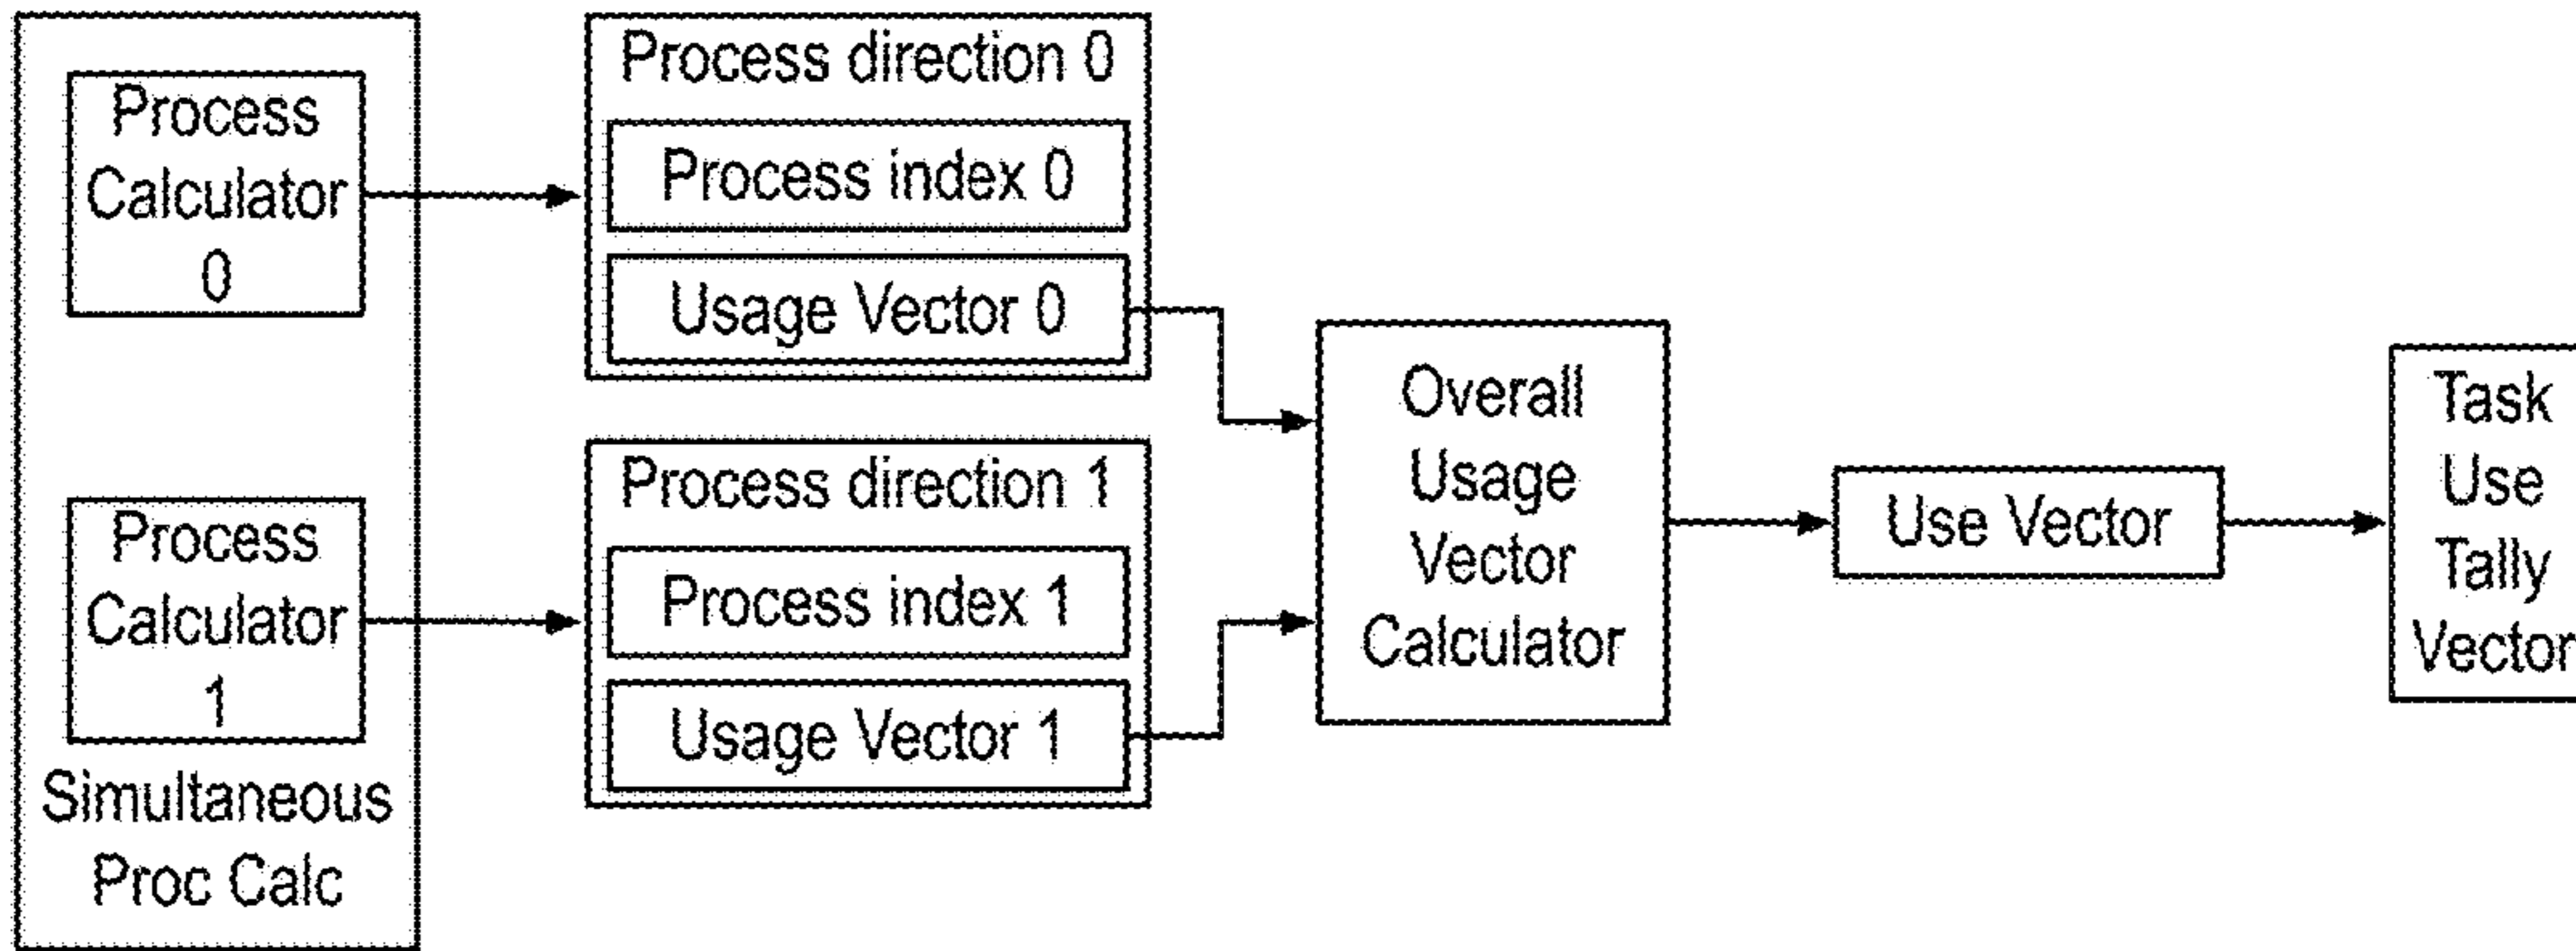 Process
Calculator
0
Process
Calculator
1
Simultaneous
Proc Calc
Process direction 0
Process index 0
Usage Vector 0
Process direction 1
Process index 1
Usage Vector 1
Overall
Usage
Vector
Calculator
Use Vector
Task
Use
Tally
Vector